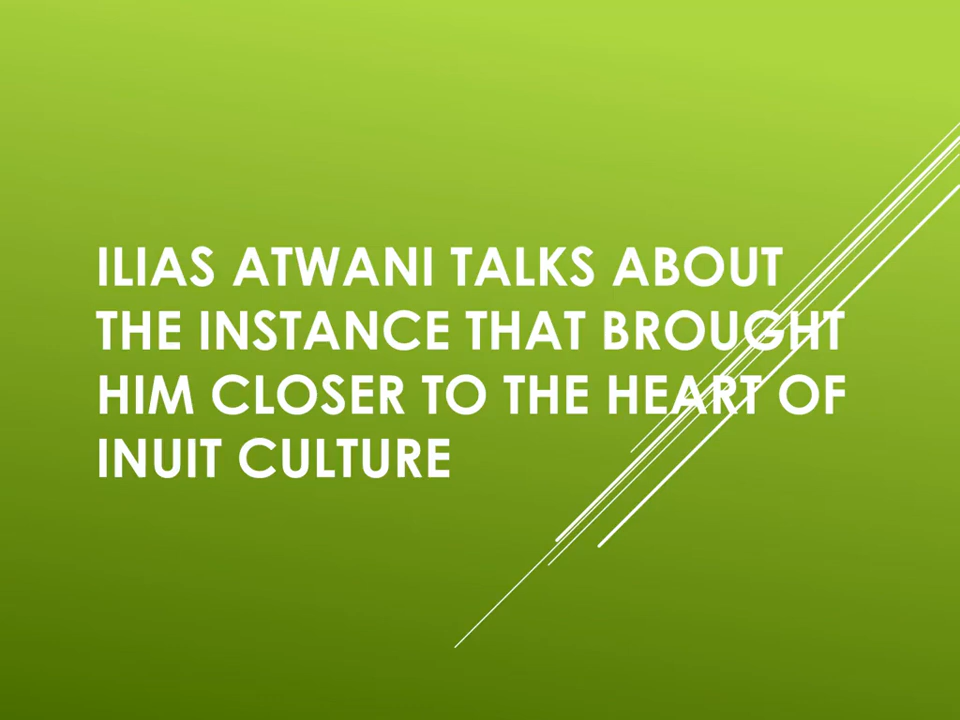 ILIAS ATWANI TALKS ABOUT
THE INSTANCE THAT BROUGHT
HIM CLOSER TO THE HEART OF
INUIT CULTURE